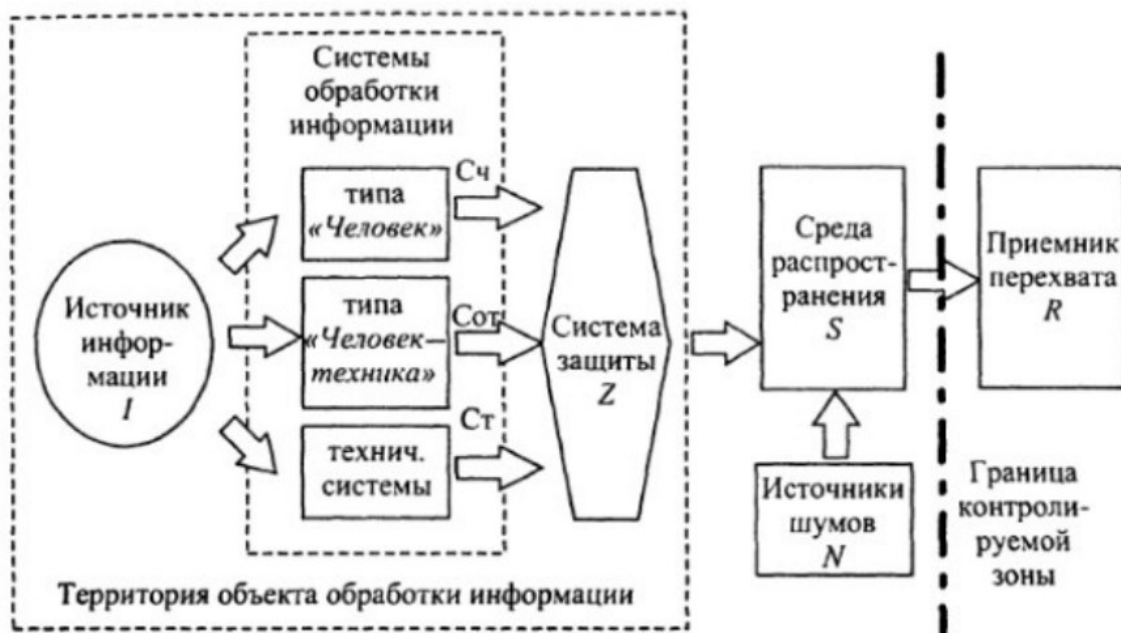 Системы
обработки
информации
Сч
типа
«Человек»
Источник
инфор-
мации
I
типа
«Человек—
техника»
Сот
технич.
системы
Ст
Система
защиты
Z
Среда
распрост-
ранения
S
Приемник
перехвата
R
Источники
шумов
N
Граница
контроли-
руемой
зоны
Территория объекта обработки информации